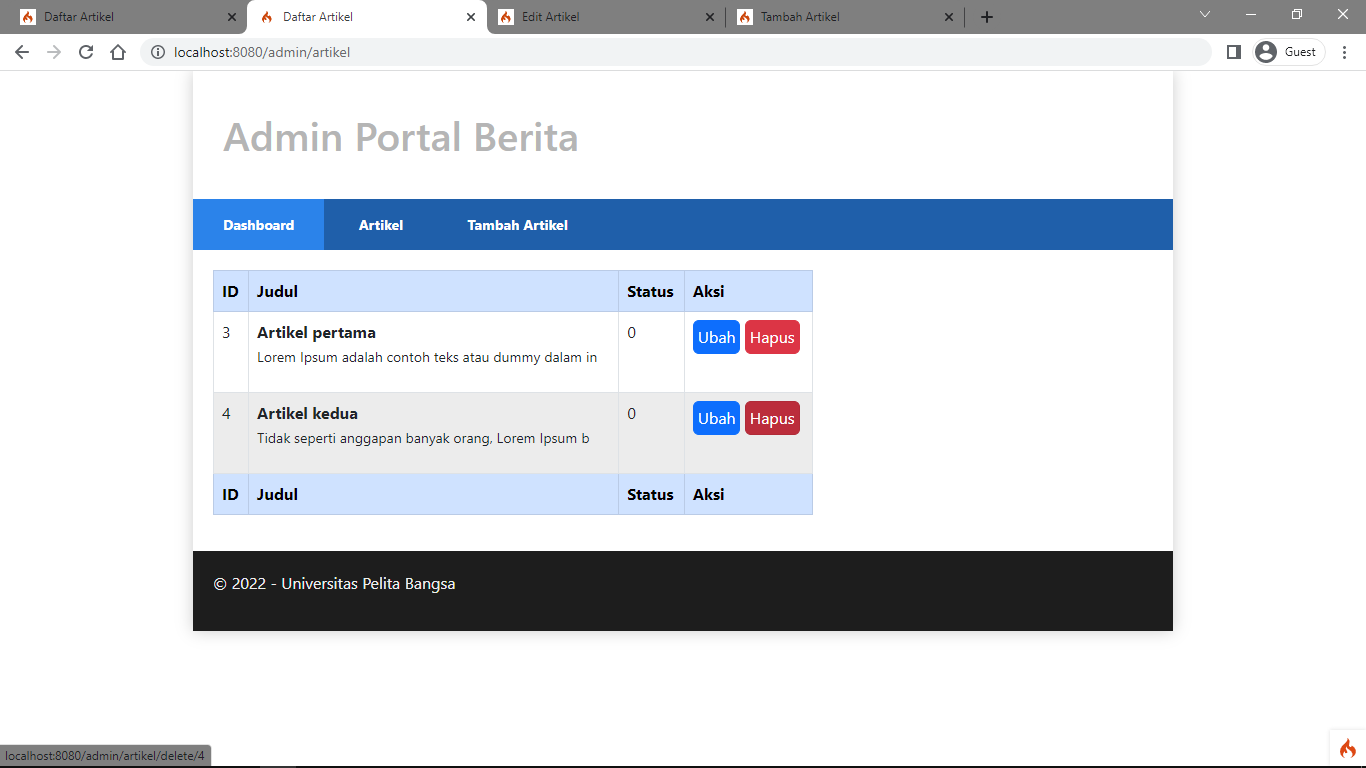 Daftar Artikel
Daftar Artikel
Edit Artikel
Tambah Artikel
localhost:8080/admin/artikel
Guest
Admin Portal Berita
Dashboard Artikel Tambah Artikel
ID Judul Status Aksi
3 Artikel pertama 0 Ubah Hapus
Lorem Ipsum adalah contoh teks atau dummy dalam in
4 Artikel kedua 0 Ubah Hapus
Tidak seperti anggapan banyak orang, Lorem Ipsum b
ID Judul Status Aksi
© 2022 - Universitas Pelita Bangsa
localhost:8080/admin/artikel/delete/4